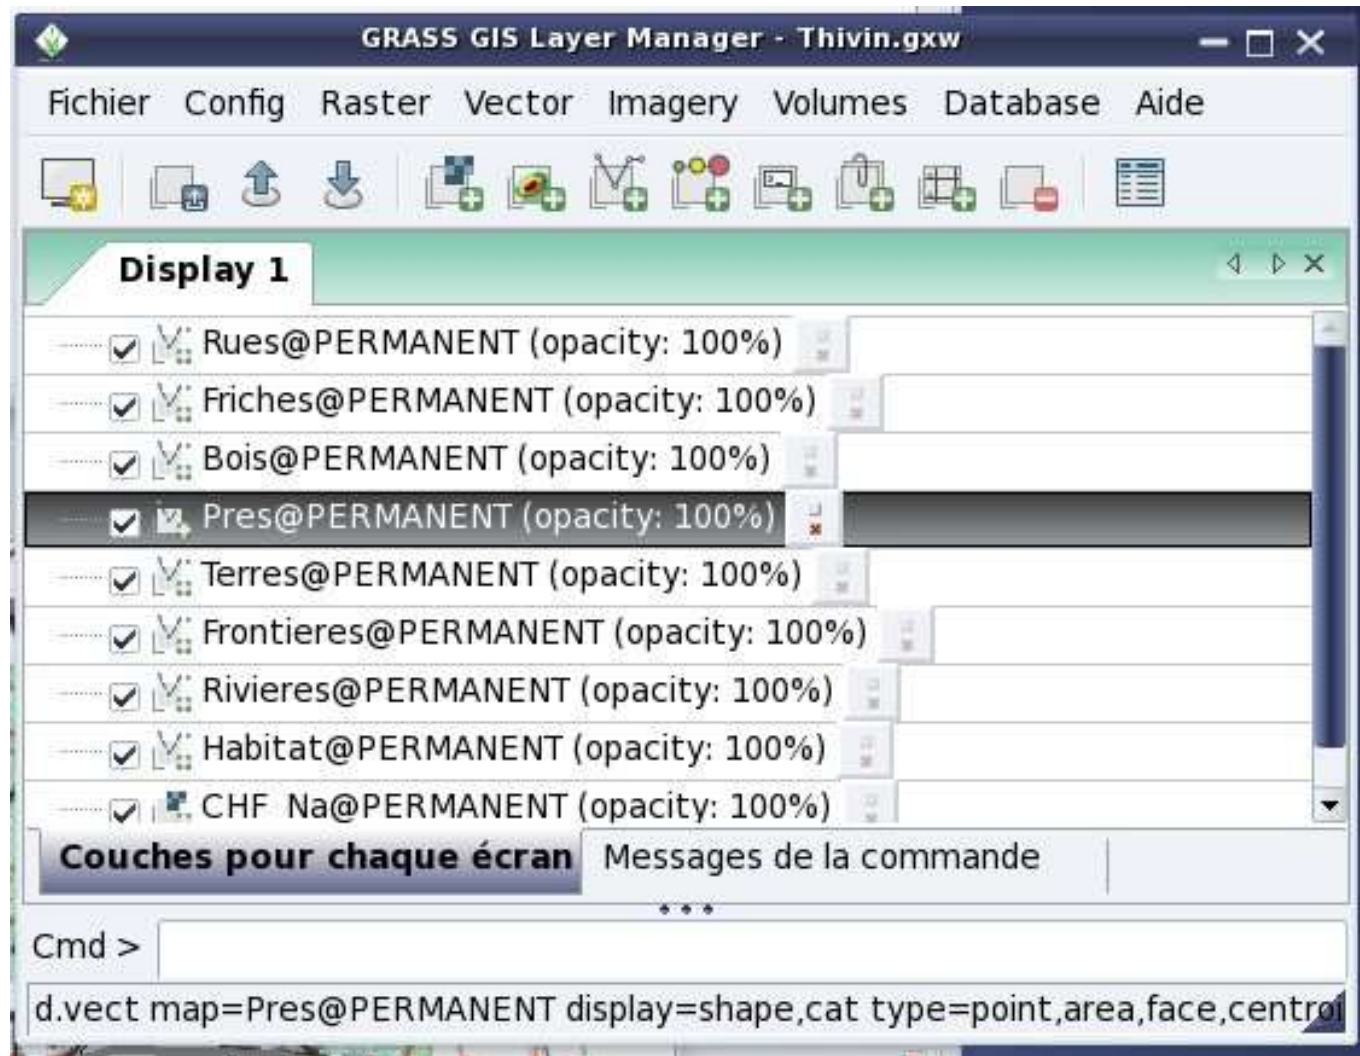 GRASS GIS Layer Manager - Thivin.gxw
Fichier Config Raster Vector Imagery Volumes Database Aide
Display 1
Rues@PERMANENT (opacity: 100%)
Friches@PERMANENT (opacity: 100%)
Bois@PERMANENT (opacity: 100%)
Pres@PERMANENT (opacity: 100%)
Terres@PERMANENT (opacity: 100%)
Frontieres@PERMANENT (opacity: 100%)
Rivieres@PERMANENT (opacity: 100%)
Habitat@PERMANENT (opacity: 100%)
CHF_Na@PERMANENT (opacity: 100%)
Couches pour chaque écran Messages de la commande
Cmd >
d.vect map=Pres@PERMANENT display=shape,cat type=point,area,face,centroi